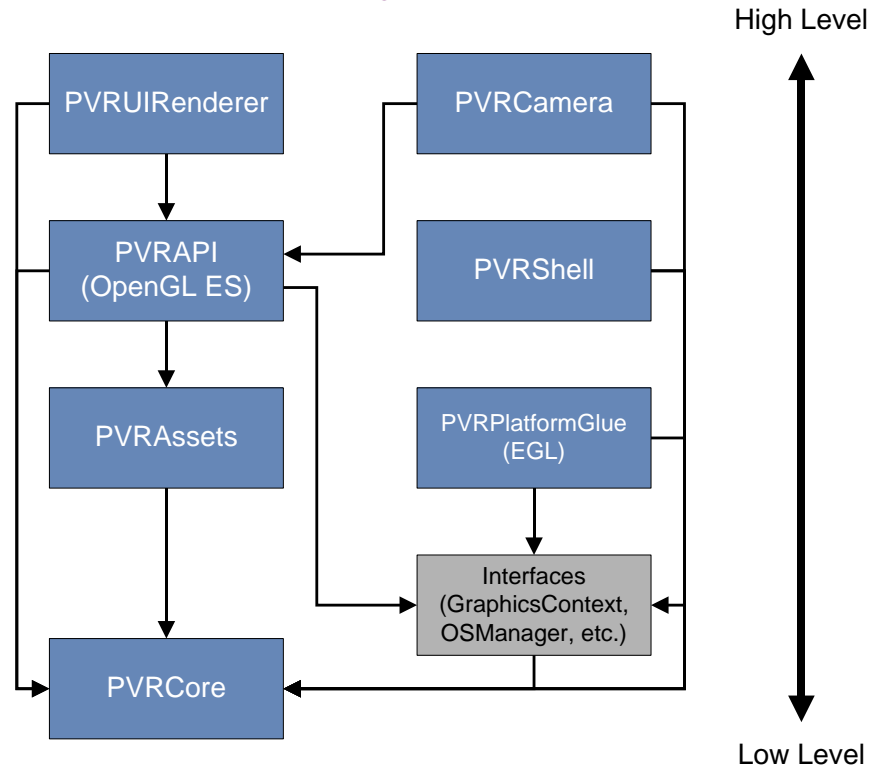 High Level
PVRUIRenderer
PVRCamera
PVRAPI
(OpenGL ES)
PVRShell
PVRAssets
PVRPlatformGlue
(EGL)
Interfaces
(GraphicsContext,
OSManager, etc.)
PVRCore
Low Level